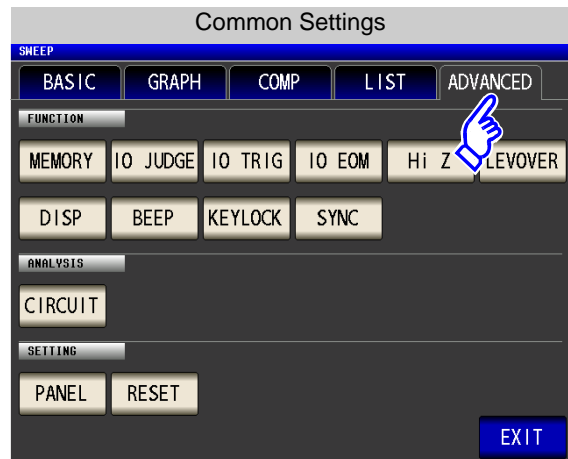 Common Settings
SWEEP
BASIC GRAPH COMP LIST ADVANCED
FUNCTION
MEMORY IO JUDGE IO TRIG IO EOM Hi Z LEVOVER
DISP BEEP KEYLOCK SYNC
ANALYSIS
CIRCUIT
SETTING
PANEL RESET
EXIT